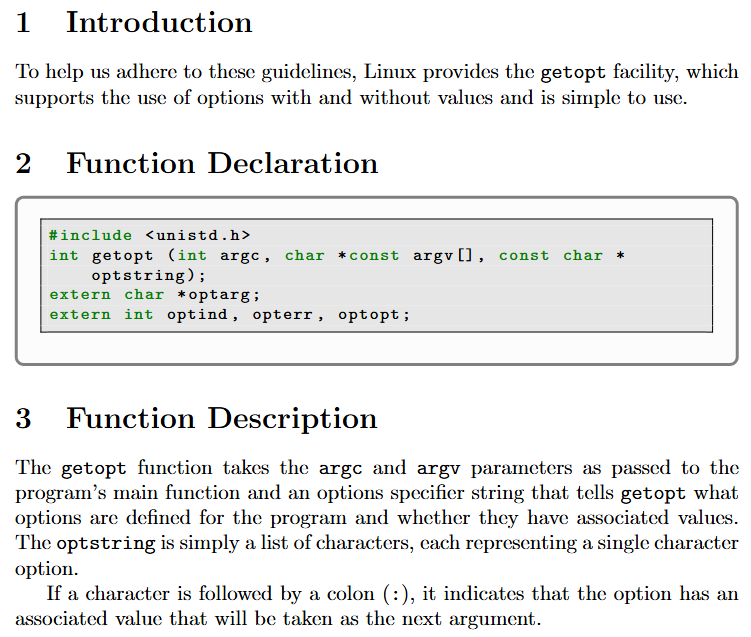 1 Introduction
To help us adhere to these guidelines, Linux provides the getopt facility, which
supports the use of options with and without values and is simple to use.
2 Function Declaration
#include <unistd.h>
int getopt (int argc, char *const argv[], const char *
optstring);
extern char *optarg;
extern int optind, opterr, optopt;
3 Function Description
The getopt function takes the argc and argv parameters as passed to the
program's main function and an options specifier string that tells getopt what
options are defined for the program and whether they have associated values.
The optstring is simply a list of characters, each representing a single character
option.
If a character is followed by a colon (:), it indicates that the option has an
associated value that will be taken as the next argument.